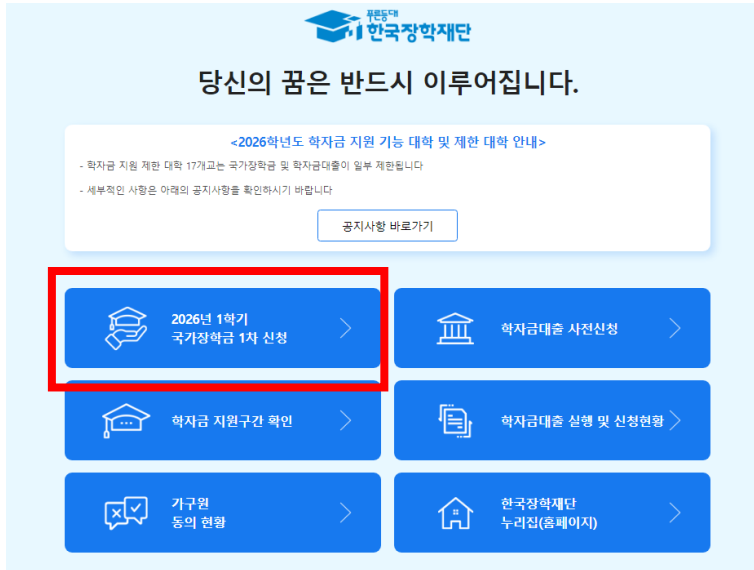 푸른등대
한국장학재단
당신의 꿈은 반드시 이루어집니다.
<2026학년도 학자금 지원 기능 대학 및 제한 대학 안내>
- 학자금 지원 제한 대학 17개교는 국가장학금 및 학자금대출이 일부 제한됩니다
- 세부적인 사항은 아래의 공지사항을 확인하시기 바랍니다
공지사항 바로가기
2026년 1학기
국가장학금 1차 신청
학자금대출 사전신청
학자금 지원구간 확인
학자금대출 실행 및 신청현황
가구원
동의 현황
한국장학재단
누리집(홈페이지)